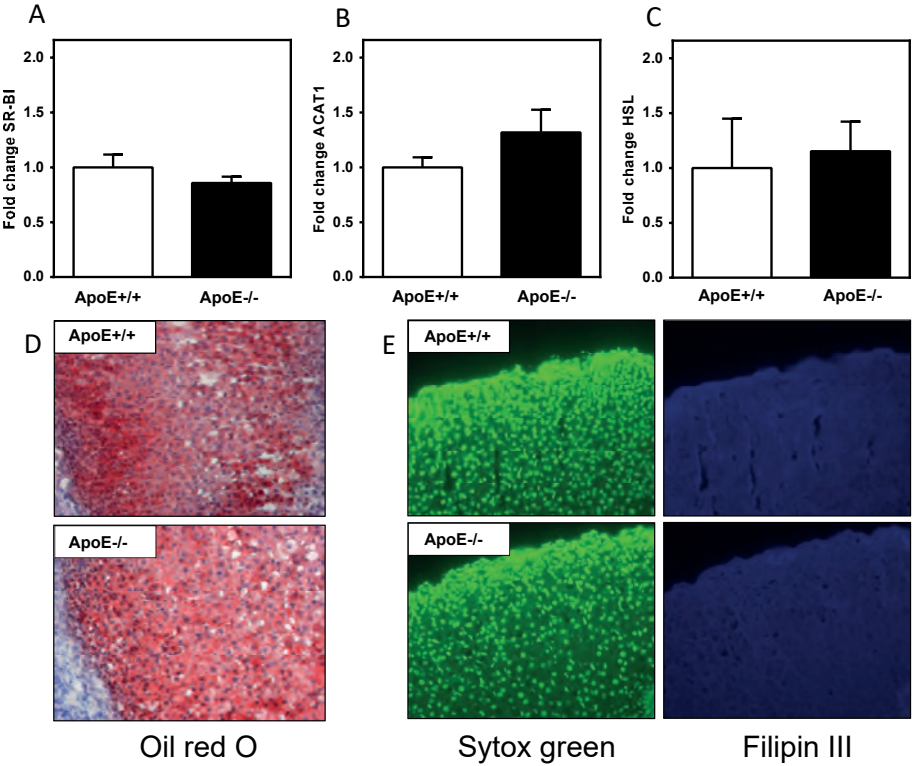 A
B
C
Fold change SR-BI
2.0
1.5
1.0
0.5
0.0
ApoE+/+
ApoE-/-
Fold change ACAT1
2.0
1.5
1.0
0.5
0.0
ApoE+/+
ApoE-/-
Fold change HSL
2.0
1.5
1.0
0.5
0.0
ApoE+/+
ApoE-/-
D
ApoE+/+
ApoE-/-
Oil red O
E
ApoE+/+
ApoE-/-
Sytox green
Filipin III